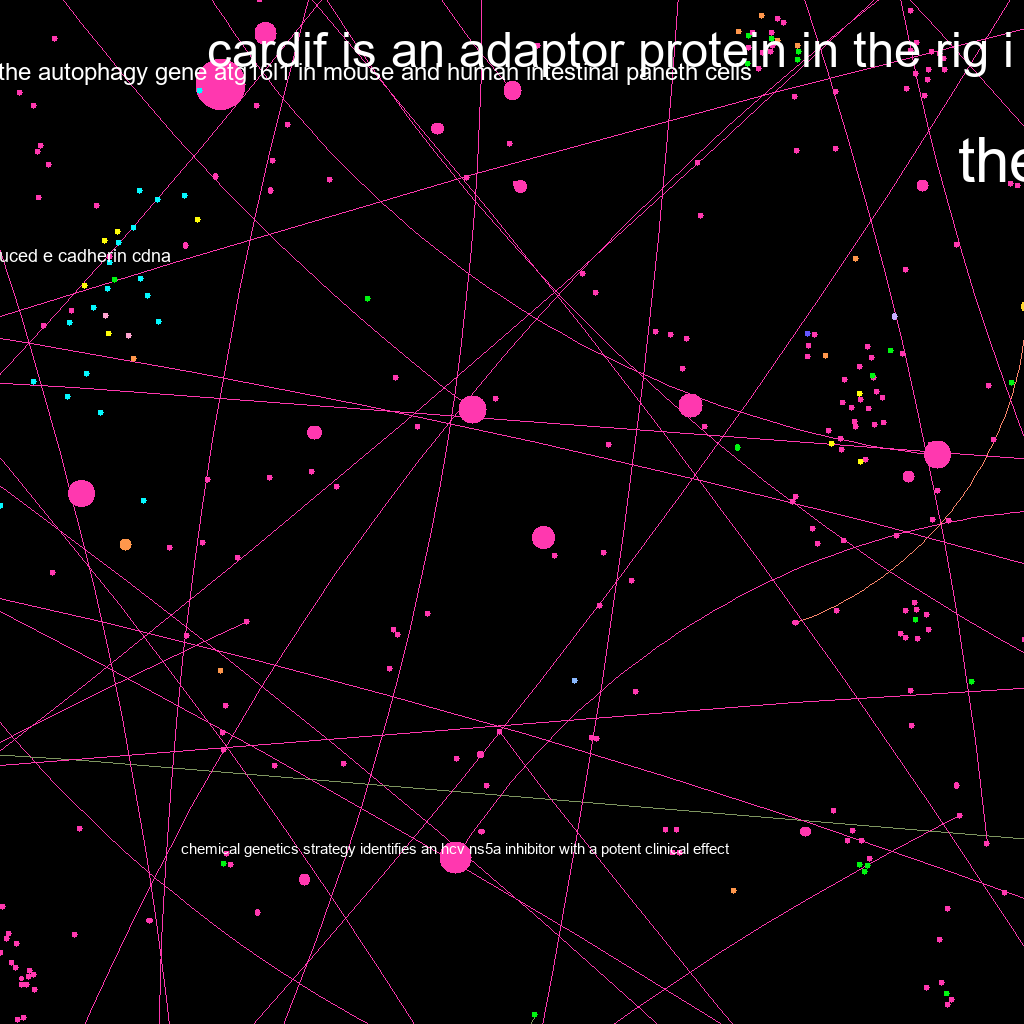 cardif is an adaptor protein in the rig i
the autophagy gene atg16l1 in mouse and human intestinal paneth cells
the
uced e cadherin cdna
chemical genetics strategy identifies an hcv ns5a inhibitor with a potent clinical effect